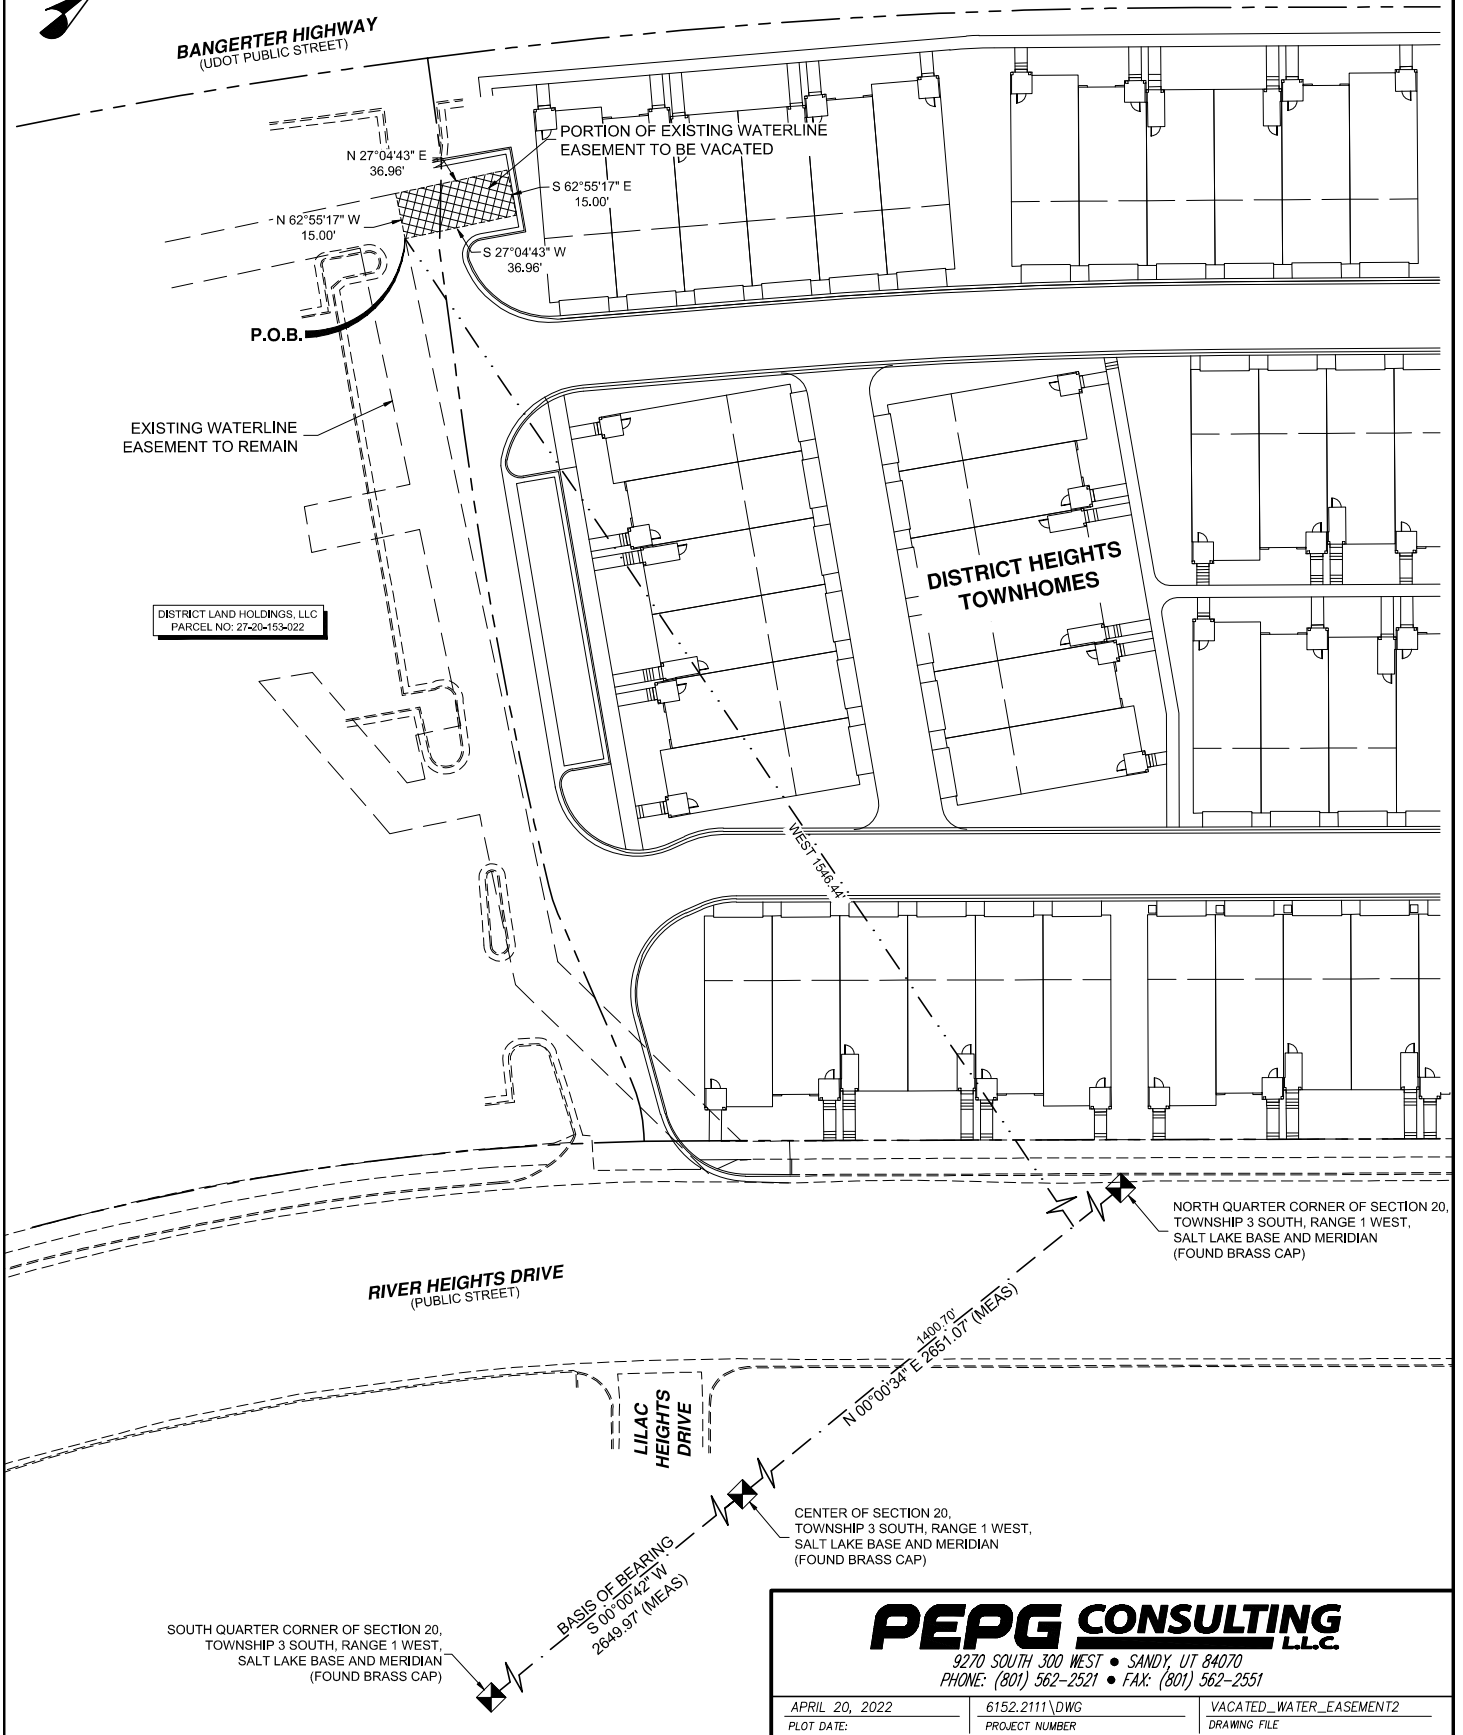 BANGERTER HIGHWAY
(UDOT PUBLIC STREET)
PORTION OF EXISTING WATERLINE
EASEMENT TO BE VACATED
N 27°04'43" E
36.96'
S 62°55'17" E
15.00'
N 62°55'17" W
15.00'
S 27°04'43" W
36.96'
P.O.B.
EXISTING WATERLINE
EASEMENT TO REMAIN
DISTRICT HEIGHTS
TOWNHOMES
DISTRICT LAND HOLDINGS, LLC
PARCEL NO: 27-20-153-022
WEST 1546.44'
NORTH QUARTER CORNER OF SECTION 20,
TOWNSHIP 3 SOUTH, RANGE 1 WEST,
SALT LAKE BASE AND MERIDIAN
(FOUND BRASS CAP)
RIVER HEIGHTS DRIVE
(PUBLIC STREET)
1400.70'
N 00°00'34" E 2651.07' (MEAS)
LILAC
HEIGHTS
DRIVE
CENTER OF SECTION 20,
TOWNSHIP 3 SOUTH, RANGE 1 WEST,
SALT LAKE BASE AND MERIDIAN
(FOUND BRASS CAP)
BASIS OF BEARING
S 00°00'42" W
2649.97' (MEAS)
SOUTH QUARTER CORNER OF SECTION 20,
TOWNSHIP 3 SOUTH, RANGE 1 WEST,
SALT LAKE BASE AND MERIDIAN
(FOUND BRASS CAP)
PEPG CONSULTING
L.L.C.
9270 SOUTH 300 WEST • SANDY, UT 84070
PHONE: (801) 562-2521 • FAX: (801) 562-2551
APRIL 20, 2022
PLOT DATE:
6152.2111\DWG
PROJECT NUMBER
VACATED_WATER_EASEMENT2
DRAWING FILE